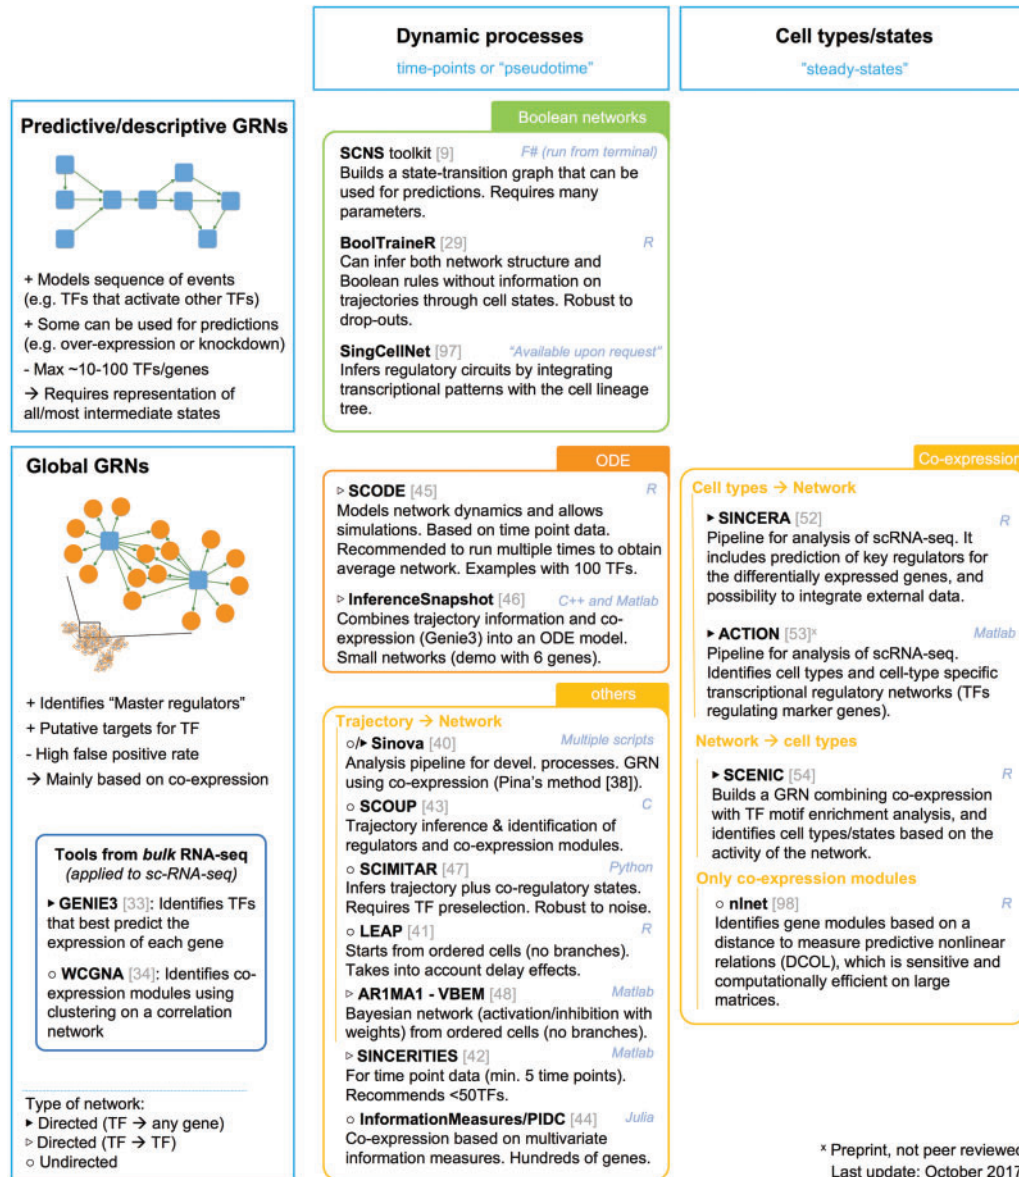 Dynamic processes
time-points or "pseudotime"
Cell types/states
"steady-states"
Predictive/descriptive GRNs
+ Models sequence of events
(e.g. TFs that activate other TFs)
+ Some can be used for predictions
(e.g. over-expression or knockdown)
- Max ~10-100 TFs/genes
→ Requires representation of
all/most intermediate states
Boolean networks
SCNS toolkit [9] F# (run from terminal)
Builds a state-transition graph that can be
used for predictions. Requires many
parameters.
BoolTraineR [29] R
Can infer both network structure and
Boolean rules without information on
trajectories through cell states. Robust to
drop-outs.
SingCellNet [97] "Available upon request"
Infers regulatory circuits by integrating
transcriptional patterns with the cell lineage
tree.
Global GRNs
+ Identifies "Master regulators"
+ Putative targets for TF
- High false positive rate
→ Mainly based on co-expression
Tools from bulk RNA-seq
(applied to sc-RNA-seq)
▸ GENIE3 [33]: Identifies TFs
that best predict the
expression of each gene
○ WCGNA [34]: Identifies co-
expression modules using
clustering on a correlation
network
Type of network:
▸ Directed (TF → any gene)
▹ Directed (TF → TF)
○ Undirected
ODE
▹ SCODE [45] R
Models network dynamics and allows
simulations. Based on time point data.
Recommended to run multiple times to obtain
average network. Examples with 100 TFs.
▹ InferenceSnapshot [46] C++ and Matlab
Combines trajectory information and co-
expression (Genie3) into an ODE model.
Small networks (demo with 6 genes).
others
Trajectory → Network
○/▸ Sinova [40] Multiple scripts
Analysis pipeline for devel. processes. GRN
using co-expression (Pina's method [38]).
○ SCOUP [43] C
Trajectory inference & identification of
regulators and co-expression modules.
○ SCIMITAR [47] Python
Infers trajectory plus co-regulatory states.
Requires TF preselection. Robust to noise.
○ LEAP [41] R
Starts from ordered cells (no branches).
Takes into account delay effects.
▹ AR1MA1 - VBEM [48] Matlab
Bayesian network (activation/inhibition with
weights) from ordered cells (no branches).
▹ SINCERITIES [42] Matlab
For time point data (min. 5 time points).
Recommends <50TFs.
○ InformationMeasures/PIDC [44] Julia
Co-expression based on multivariate
information measures. Hundreds of genes.
Co-expression
Cell types → Network
▸ SINCERA [52] R
Pipeline for analysis of scRNA-seq. It
includes prediction of key regulators for
the differentially expressed genes, and
possibility to integrate external data.
▸ ACTION [53]ˣ Matlab
Pipeline for analysis of scRNA-seq.
Identifies cell types and cell-type specific
transcriptional regulatory networks (TFs
regulating marker genes).
Network → cell types
▸ SCENIC [54] R
Builds a GRN combining co-expression
with TF motif enrichment analysis, and
identifies cell types/states based on the
activity of the network.
Only co-expression modules
○ nlnet [98] R
Identifies gene modules based on a
distance to measure predictive nonlinear
relations (DCOL), which is sensitive and
computationally efficient on large
matrices.
ˣ Preprint, not peer reviewed
Last update: October 2017